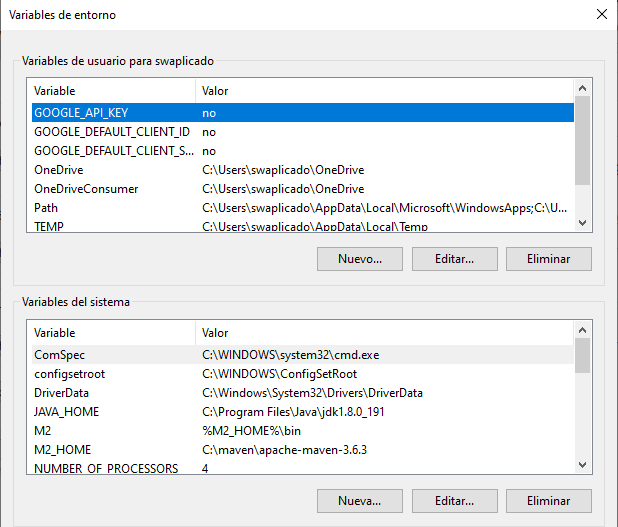 Variables de entorno
Variables de usuario para swaplicado
Variable Valor
GOOGLE_API_KEY no
GOOGLE_DEFAULT_CLIENT_ID no
GOOGLE_DEFAULT_CLIENT_S... no
OneDrive C:\Users\swaplicado\OneDrive
OneDriveConsumer C:\Users\swaplicado\OneDrive
Path C:\Users\swaplicado\AppData\Local\Microsoft\WindowsApps;C:\U...
TEMP C:\Users\swaplicado\AppData\Local\Temp
Nuevo... Editar... Eliminar
Variables del sistema
Variable Valor
ComSpec C:\WINDOWS\system32\cmd.exe
configsetroot C:\WINDOWS\ConfigSetRoot
DriverData C:\Windows\System32\Drivers\DriverData
JAVA_HOME C:\Program Files\Java\jdk1.8.0_191
M2 %M2_HOME%\bin
M2_HOME C:\maven\apache-maven-3.6.3
NUMBER_OF_PROCESSORS 4
Nueva... Editar... Eliminar